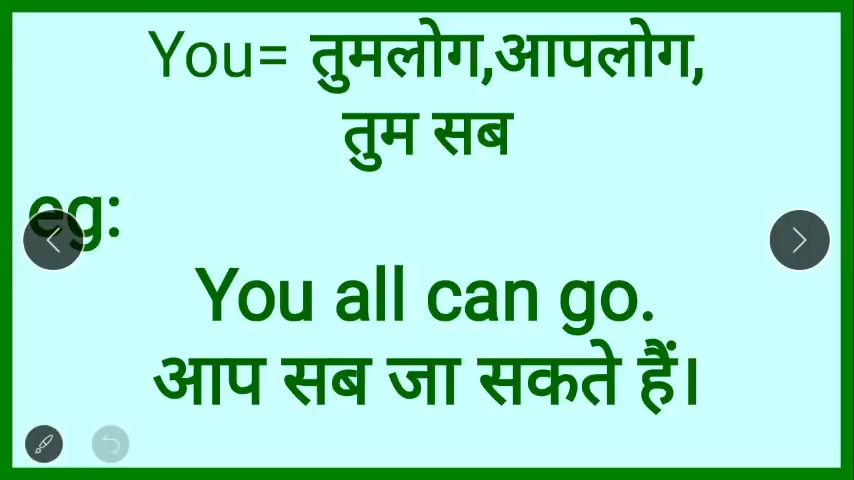 You= तुमलोग,आपलोग,
तुम सब
eg:
You all can go.
आप सब जा सकते हैं।